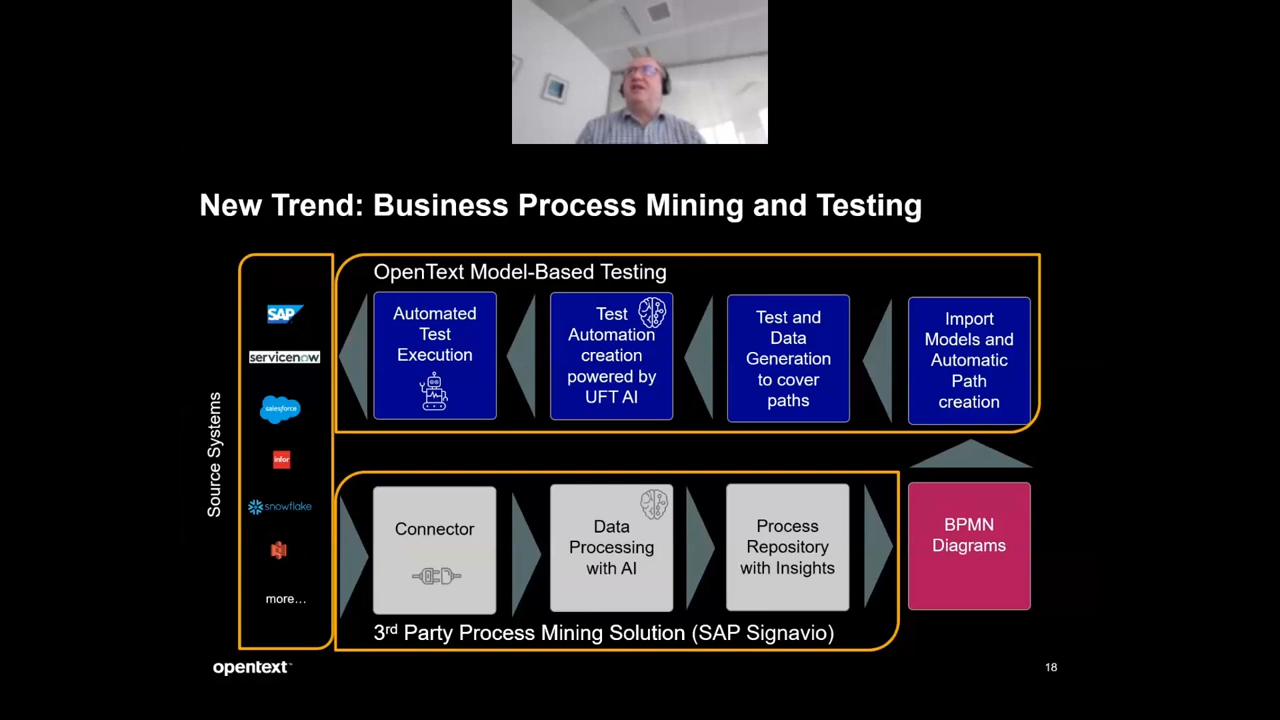 New Trend: Business Process Mining and Testing
Source Systems
SAP
servicenow
salesforce
infor
snowflake
more...
OpenText Model-Based Testing
Automated
Test
Execution
Test
Automation
creation
powered by
UFT AI
Test and
Data
Generation
to cover
paths
Import
Models and
Automatic
Path
creation
Connector
Data
Processing
with AI
Process
Repository
with Insights
BPMN
Diagrams
3rd Party Process Mining Solution (SAP Signavio)
opentext™
18